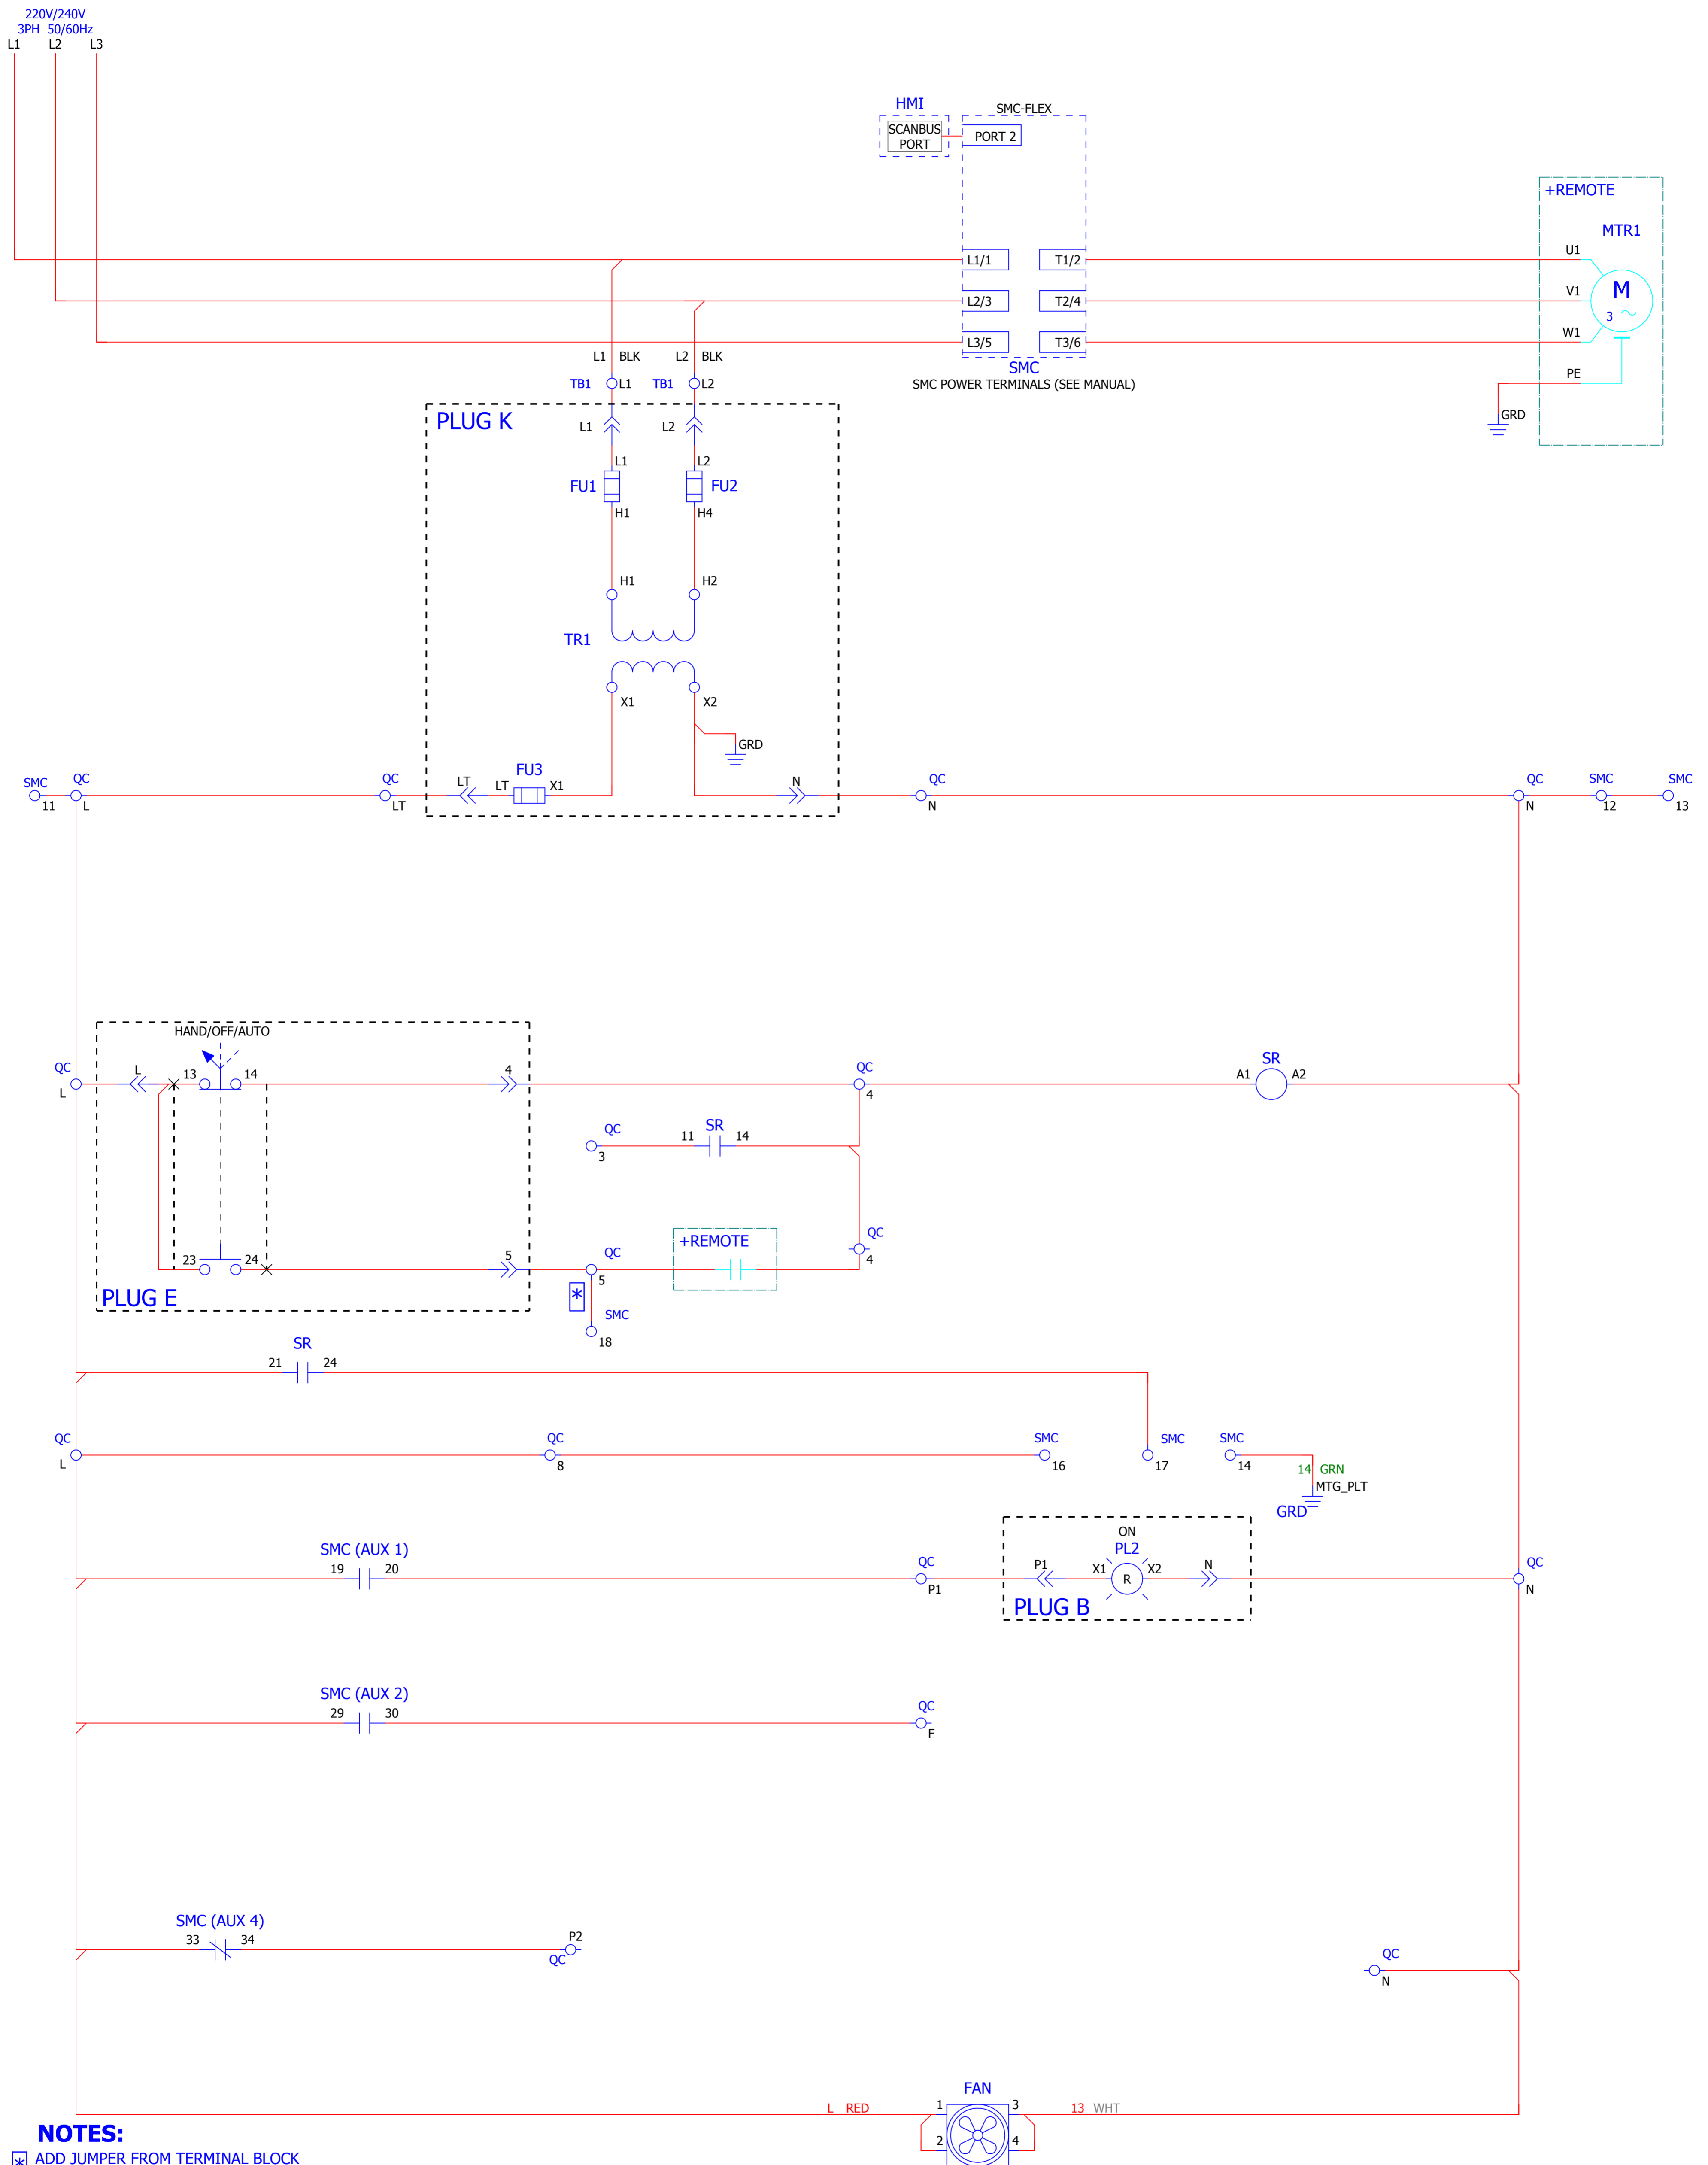 220V/240V
3PH 50/60Hz
L1 L2 L3
HMI
SMC-FLEX
SCANBUS
PORT
PORT 2
+REMOTE
MTR1
L1/1 T1/2 U1
L2/3 T2/4 V1
M
3
L3/5 T3/6 W1
L1 BLK L2 BLK
SMC
SMC POWER TERMINALS (SEE MANUAL)
PE
GRD
TB1 L1 TB1 L2
PLUG K
L1 L2
L1 L2
FU1 FU2
H1 H4
H1 H2
TR1
X1 X2
GRD
SMC QC QC LT LT FU3 X1 N QC QC SMC SMC
11 L LT N N 12 13
HAND/OFF/AUTO
QC L 13 14 4 QC A1 SR A2
L 4
QC 11 SR 14
3
QC
4
+REMOTE
23 24 5 QC
5
PLUG E
*
SMC
18
SR
21 24
QC QC SMC SMC SMC
L 8 16 17 14
14 GRN
MTG_PLT
GRD
ON
PL2
SMC (AUX 1)
19 20 QC P1 X1 R X2 N QC
P1 N
PLUG B
SMC (AUX 2)
29 30 QC
F
SMC (AUX 4)
33 34 P2
QC
QC
N
FAN
L RED 1 3 13 WHT
2 4
NOTES:
* ADD JUMPER FROM TERMINAL BLOCK